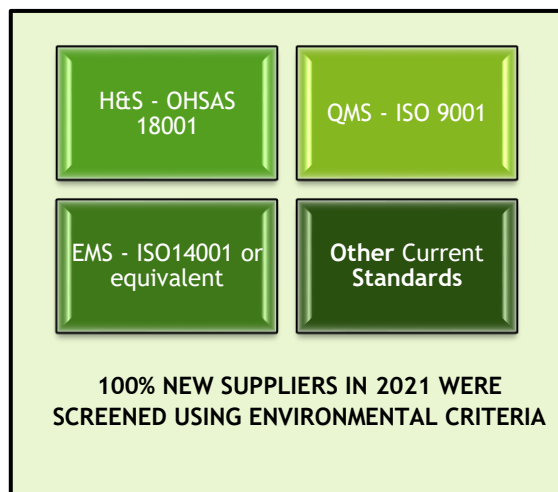 H&S - OHSAS
18001
QMS - ISO 9001
EMS - ISO14001 or
equivalent
Other Current
Standards
100% NEW SUPPLIERS IN 2021 WERE
SCREENED USING ENVIRONMENTAL CRITERIA